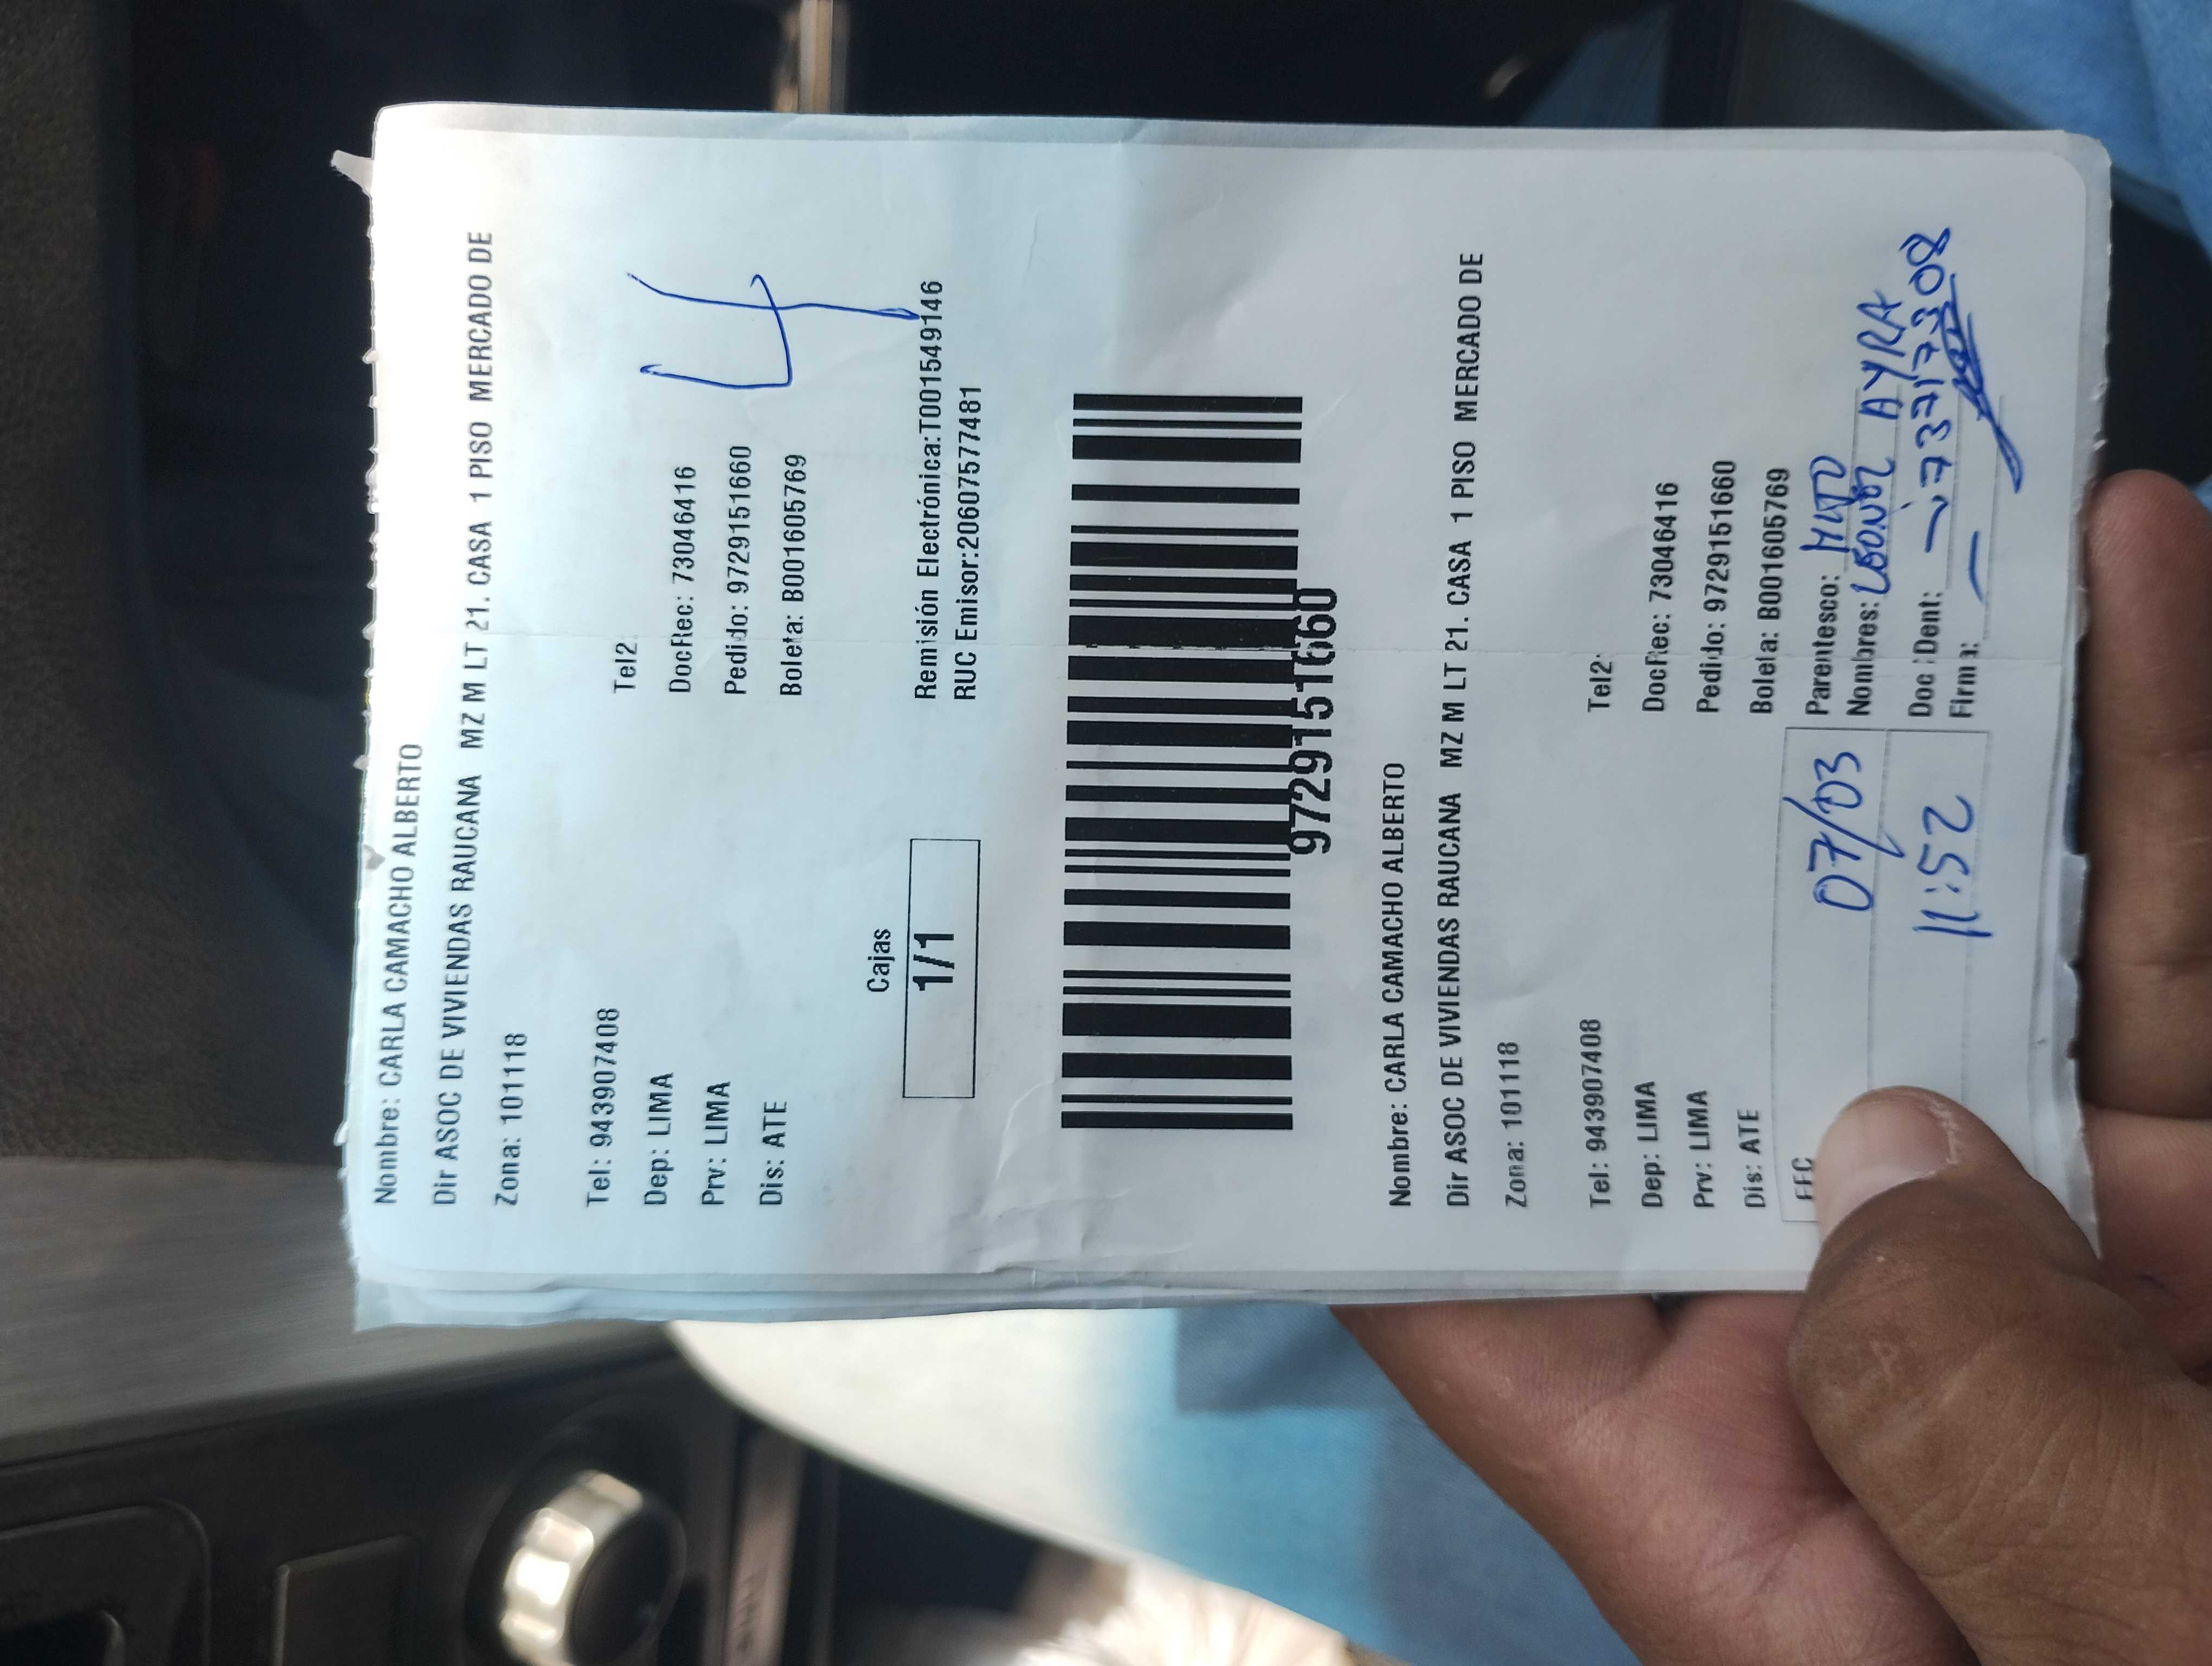 Nombre: CARLA CAMACHO ALBERTO
Dir ASOC DE VIVIENDAS RAUCANA MZ M LT 21. CASA 1 PISO MERCADO DE
Zona: 101118
Tel: 943907408 Tel2:
Dep: LIMA DocRec: 73046416
Prv: LIMA Pedido: 9729151660
Dis: ATE Boleta: B001605769
4
Cajas
1/1
Remisión Electrónica:T001549146
RUC Emisor:20607577481
9729151660
Nombre: CARLA CAMACHO ALBERTO
Dir ASOC DE VIVIENDAS RAUCANA MZ M LT 21. CASA 1 PISO MERCADO DE
Zona: 101118
Tel: 943907408 Tel2:
Dep: LIMA DocRec: 73046416
Prv: LIMA Pedido: 9729151660
Dis: ATE Boleta: B001605769
FEC 07/03 Parentesco:
Nombres: LEONOR AYRA
11:52 Doc Ident:
Firma: